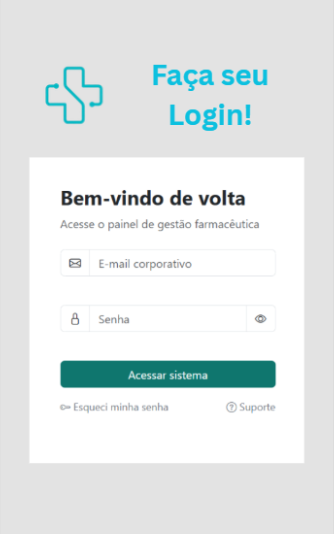 Faça seu
Login!
Bem-vindo de volta
Acesse o painel de gestão farmacêutica
E-mail corporativo
Senha
Acessar sistema
Esqueci minha senha
Suporte